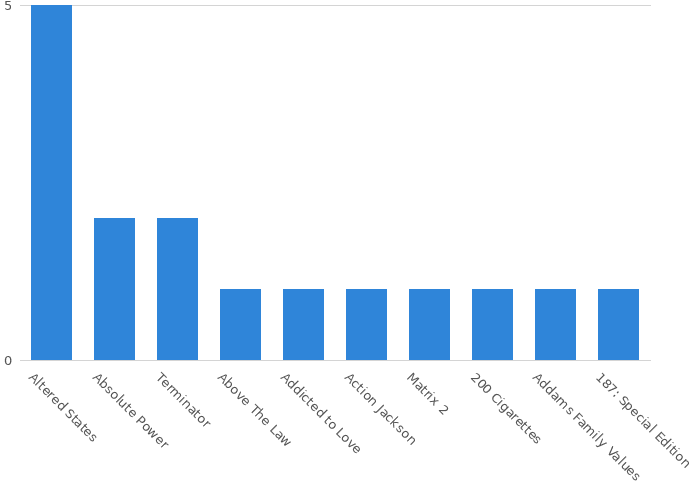 5
0
Altered States
Absolute Power
Terminator
Above The Law
Addicted to Love
Action Jackson
Matrix 2
200 Cigarettes
Addams Family Values
187: Special Edition